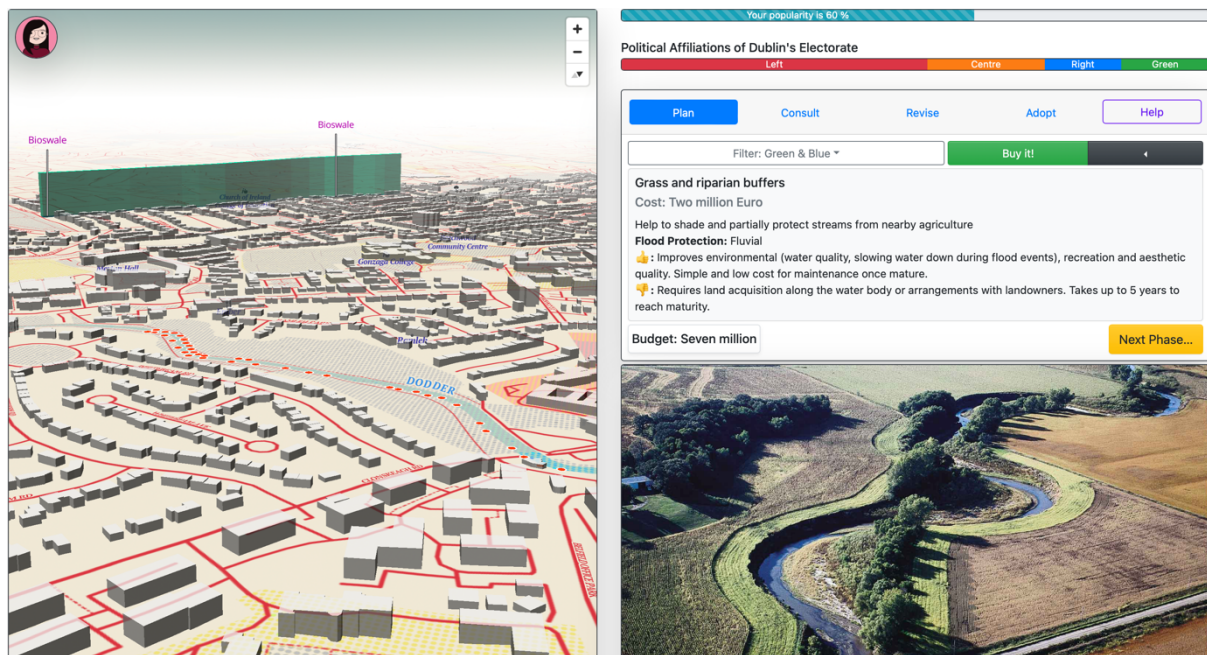 Bioswale
Bioswale
Church of Ireland
Community Centre
Gonzaga College
DODDER
CLONSKEAGH RD
+
−
Your popularity is 60 %
Political Affiliations of Dublin's Electorate
Left Centre Right Green
Plan Consult Revise Adopt Help
Filter: Green & Blue
Buy it!
Grass and riparian buffers
Cost: Two million Euro
Help to shade and partially protect streams from nearby agriculture
Flood Protection: Fluvial
👍: Improves environmental (water quality, slowing water down during flood events), recreation and aesthetic
quality. Simple and low cost for maintenance once mature.
👎: Requires land acquisition along the water body or arrangements with landowners. Takes up to 5 years to
reach maturity.
Budget: Seven million
Next Phase...